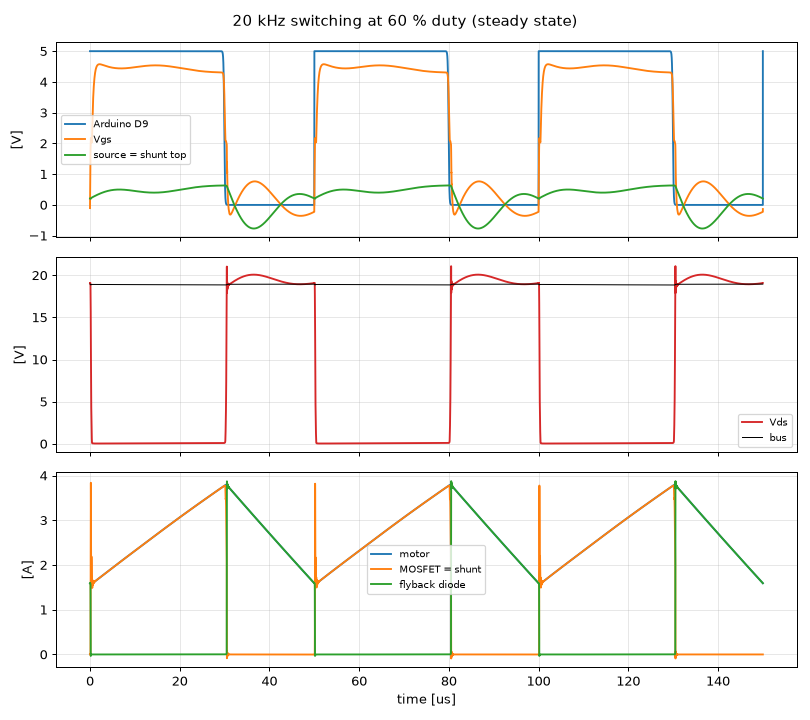 20 kHz switching at 60 % duty (steady state)
5
4
3
2
1
0
−1
[V]
Arduino D9
Vgs
source = shunt top
20
15
10
5
0
[V]
Vds
bus
4
3
2
1
0
[A]
motor
MOSFET = shunt
flyback diode
0 20 40 60 80 100 120 140
time [us]